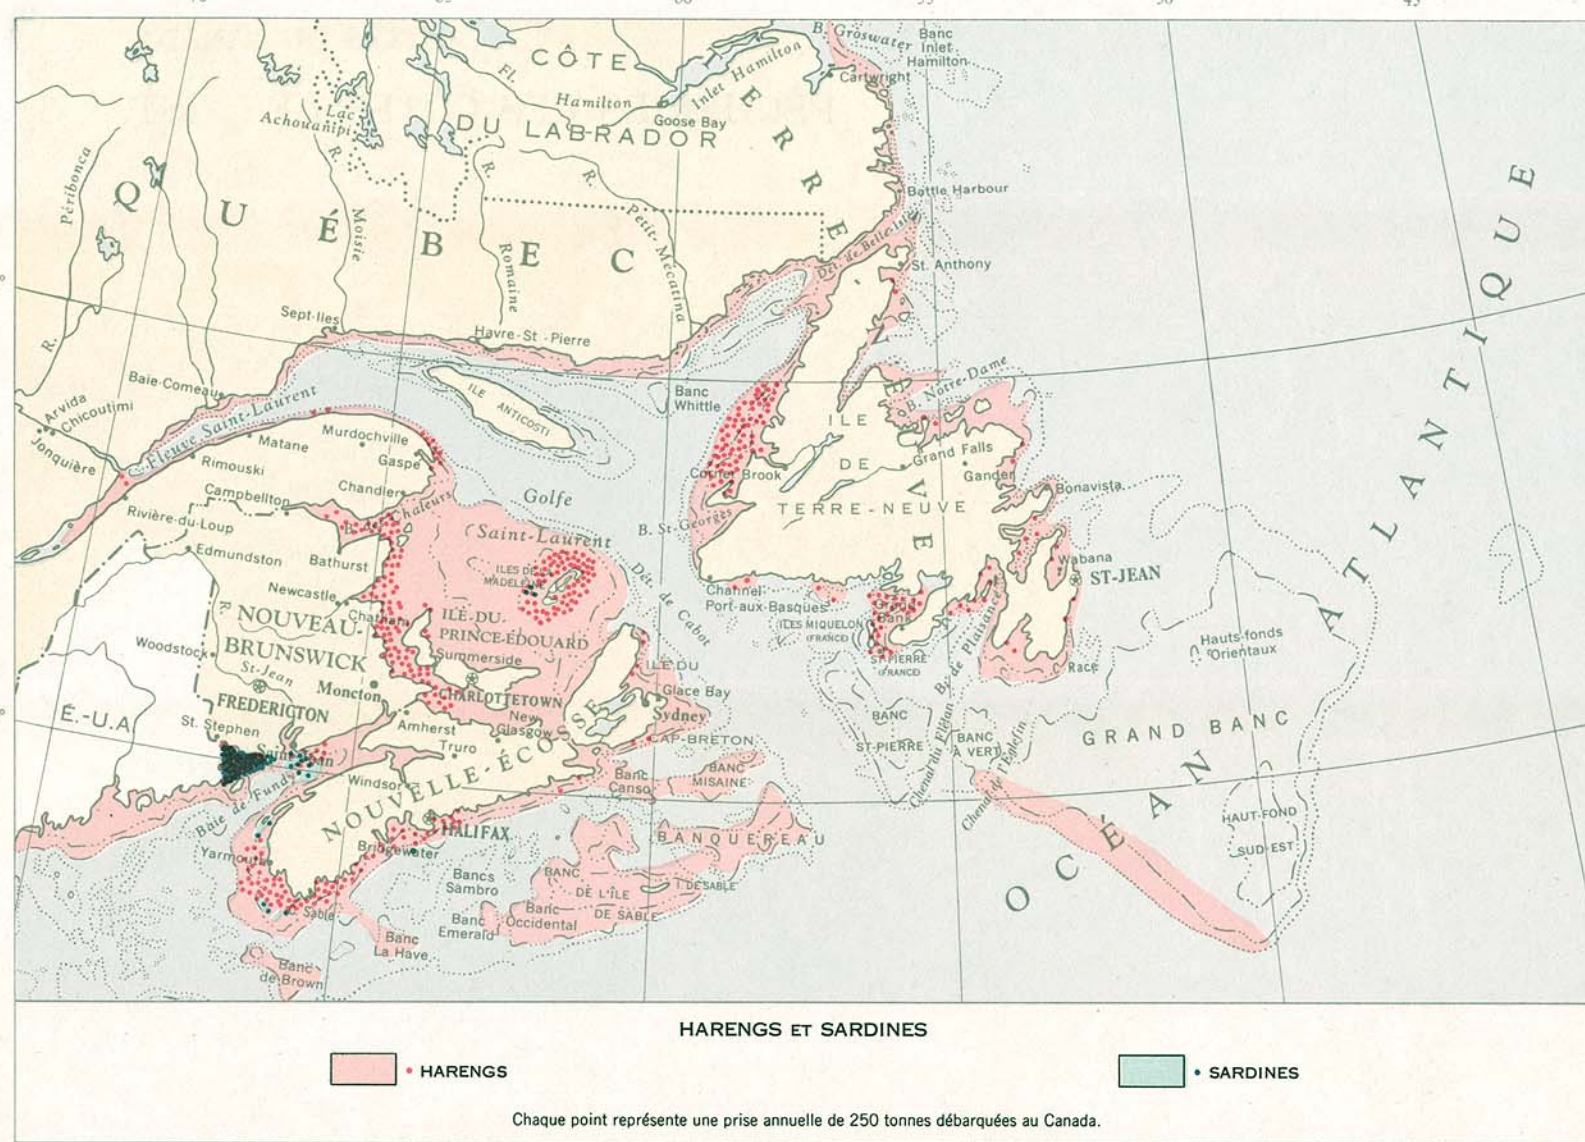 CÔTE
DU LABRADOR
TERRE-NEUVE
QUÉBEC
OCÉAN ATLANTIQUE
B. Groswater
Banc
Inlet
Hamilton
Cartwright
Inlet Hamilton
Fl.
Hamilton
Goose Bay
Lac
Achouanipi
Péribonca
R.
R.
Moisie
R.
Romaine
R.
Petit-Mécatina
Battle Harbour
Dét. de Belle-Isle
St. Anthony
Sept-Iles
Havre-St-Pierre
Baie-Comeau
Arvida
Chicoutimi
Jonquière
Fleuve Saint-Laurent
ILE ANTICOSTI
Banc
Whittle
B. Notre-Dame
Matane
Murdochville
Rimouski
Gaspe
Chandler
Campbellton
B. des Chaleurs
Rivière-du-Loup
Edmundston
Bathurst
Newcastle
Chatham
Golfe
Saint-Laurent
ILES DE LA
MADELEINE
B. St-Georges
Corner Brook
ILE
DE
TERRE-NEUVE
Grand Falls
Gander
Bonavista
Wabana
ST-JEAN
Channel
Port-aux-Basques
Dét. de Cabot
ILES MIQUELON
(FRANCE)
Grand
Bank
ST-PIERRE
(FRANCE)
B. de Plaisance
C. Race
Hauts-fonds
Orientaux
GRAND BANC
NOUVEAU-
BRUNSWICK
R.
St-Jean
Woodstock
FREDERICTON
Moncton
St. Stephen
Saint-Jean
É.-U.A
ILE-DU-
PRINCE-ÉDOUARD
Summerside
CHARLOTTETOWN
Amherst
New
Glasgow
Truro
Windsor
NOUVELLE-ÉCOSSE
HALIFAX
Bridgewater
Yarmouth
C. Sable
Baie de Fundy
ILE DU
CAP-BRETON
Glace Bay
Sydney
BANC
ST-PIERRE
BANC
À VERT
Chenal du Flétan
Chenal de l'Eglefin
Banc
Canso
BANC
MISAINE
BANQUEREAU
Bancs
Sambro
BANC
DE L'ÎLE
DE SABLE
I. DE SABLE
Banc
Occidental
Banc
Emerald
Banc
La Have
Banc
de Brown
HAUT-FOND
SUD-EST
HARENGS ET SARDINES
HARENGS
SARDINES
Chaque point représente une prise annuelle de 250 tonnes débarquées au Canada.